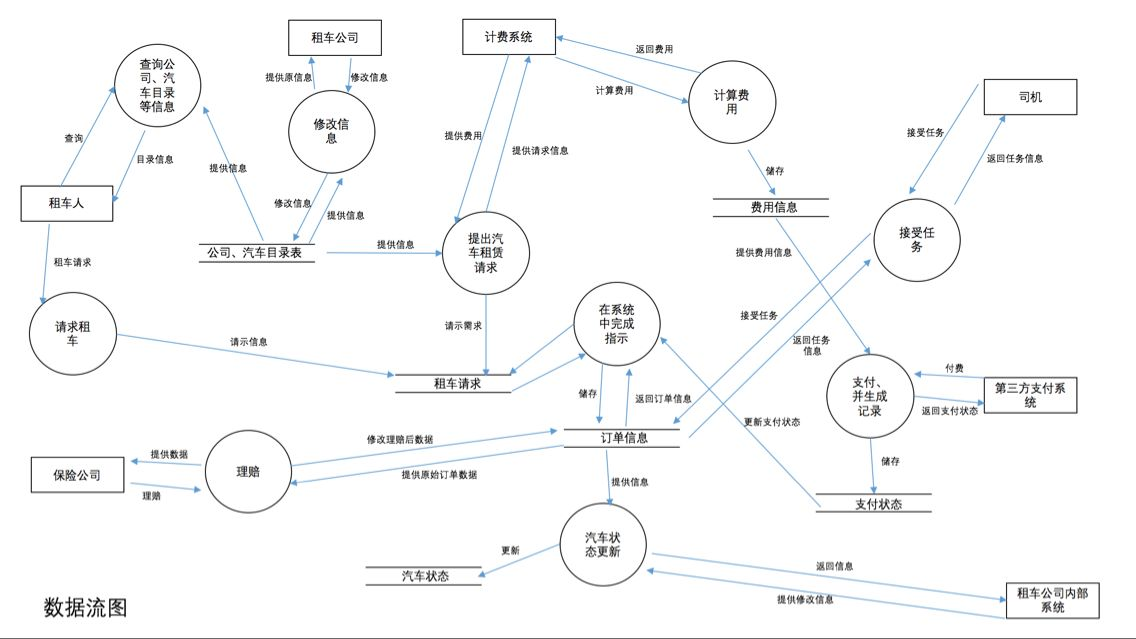 租车公司
计费系统
返回费用
查询公
司、汽
车目录
等信息
提供原信息
修改信息
计算费用
计算费
用
司机
修改信
息
接受任务
查询
提供费用
提供请求信息
返回任务信息
目录信息
提供信息
储存
租车人
修改信息
提供信息
费用信息
接受任
务
公司、汽车目录表
提供信息
提出汽
车租赁
请求
提供费用信息
租车请求
请求租
车
请示信息
请示需求
在系统
中完成
指示
接受任务
返回任务
信息
租车请求
储存
返回订单信息
支付、
并生成
记录
付费
第三方支付系
统
返回支付状态
更新支付状态
修改理赔后数据
订单信息
保险公司
提供数据
理赔
理赔
提供原始订单数据
提供信息
储存
支付状态
汽车状
态更新
更新
汽车状态
返回信息
提供修改信息
租车公司内部
系统
数据流图